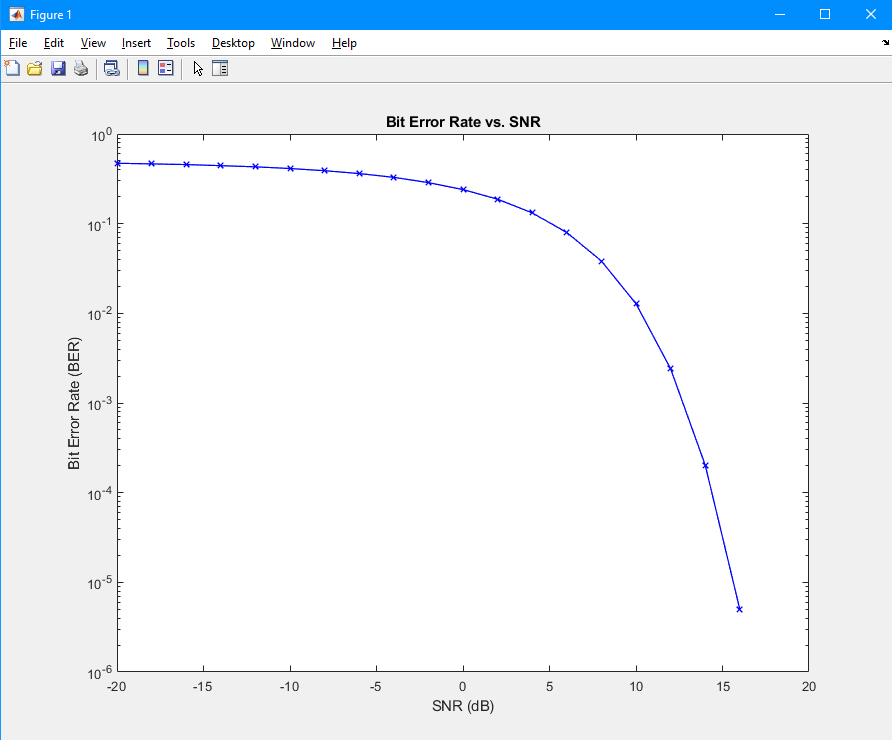 Figure 1
File Edit View Insert Tools Desktop Window Help
Bit Error Rate vs. SNR
10^0
10^-1
10^-2
10^-3
10^-4
10^-5
10^-6
Bit Error Rate (BER)
-20 -15 -10 -5 0 5 10 15 20
SNR (dB)